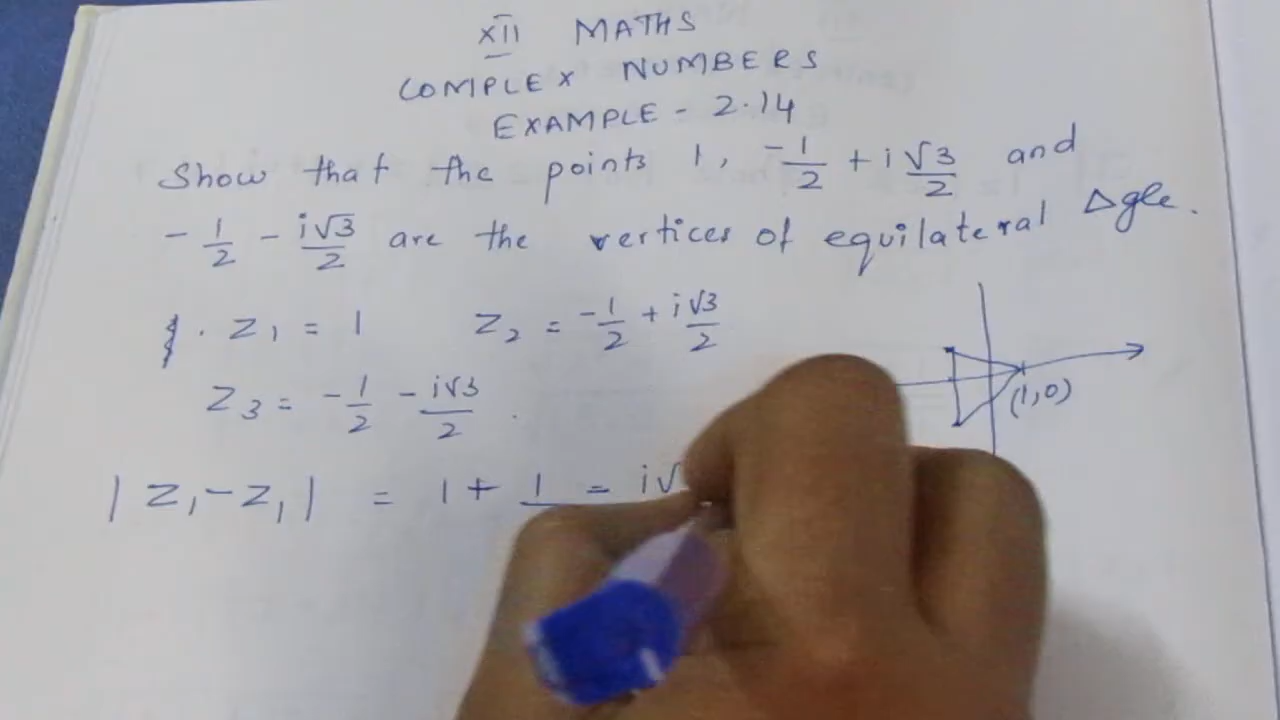 XII MATHS
COMPLEX NUMBERS
EXAMPLE - 2.14
Show that the points 1, -1/2 + i √3/2 and
-1/2 - i√3/2 are the vertices of equilateral Δgle.
Z1 = 1 Z2 = -1/2 + i√3/2
Z3 = -1/2 - i√3/2 .
(1,0)
|Z1 - Z1| = 1 + 1 - i√